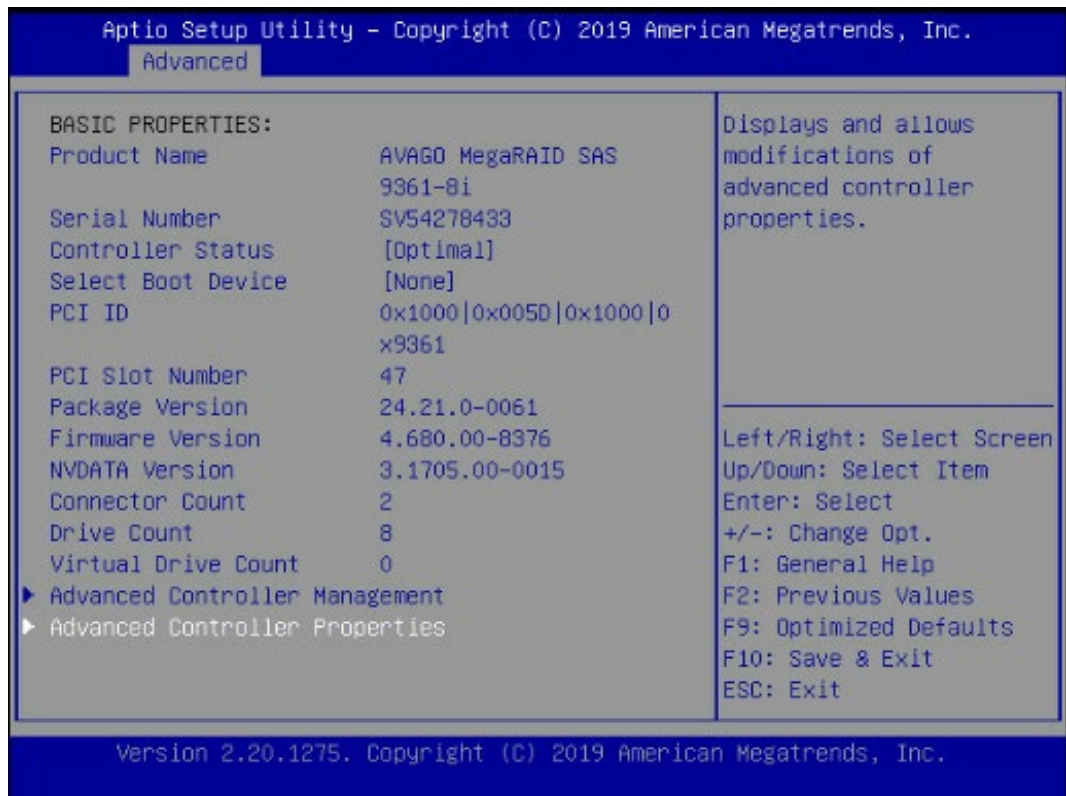 Aptio Setup Utility – Copyright (C) 2019 American Megatrends, Inc.
Advanced
BASIC PROPERTIES:
Product Name AVAGO MegaRAID SAS
9361-8i
Serial Number SV54278433
Controller Status [Optimal]
Select Boot Device [None]
PCI ID 0x1000|0x005D|0x1000|0
x9361
PCI Slot Number 47
Package Version 24.21.0-0061
Firmware Version 4.680.00-8376
NVDATA Version 3.1705.00-0015
Connector Count 2
Drive Count 8
Virtual Drive Count 0
Advanced Controller Management
Advanced Controller Properties
Displays and allows
modifications of
advanced controller
properties.
Left/Right: Select Screen
Up/Down: Select Item
Enter: Select
+/-: Change Opt.
F1: General Help
F2: Previous Values
F9: Optimized Defaults
F10: Save & Exit
ESC: Exit
Version 2.20.1275. Copyright (C) 2019 American Megatrends, Inc.